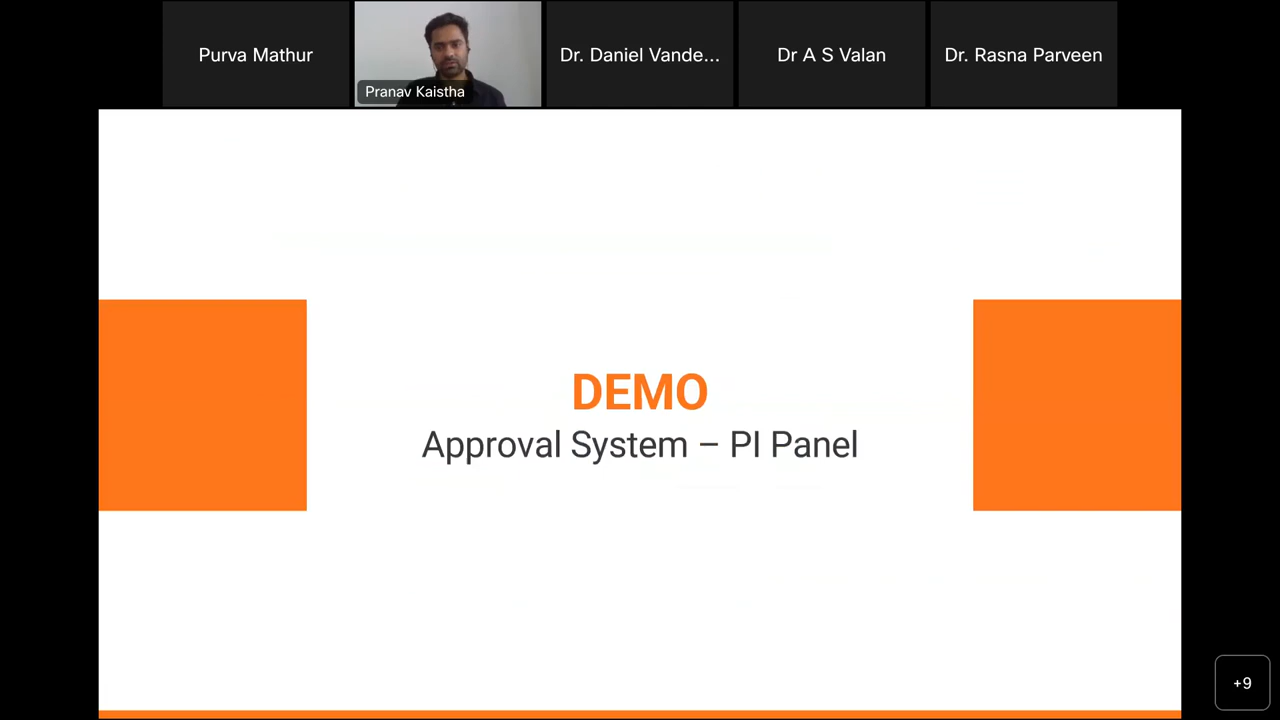 Purva Mathur
Pranav Kaistha
Dr. Daniel Vande...
Dr A S Valan
Dr. Rasna Parveen
DEMO
Approval System – PI Panel
+9